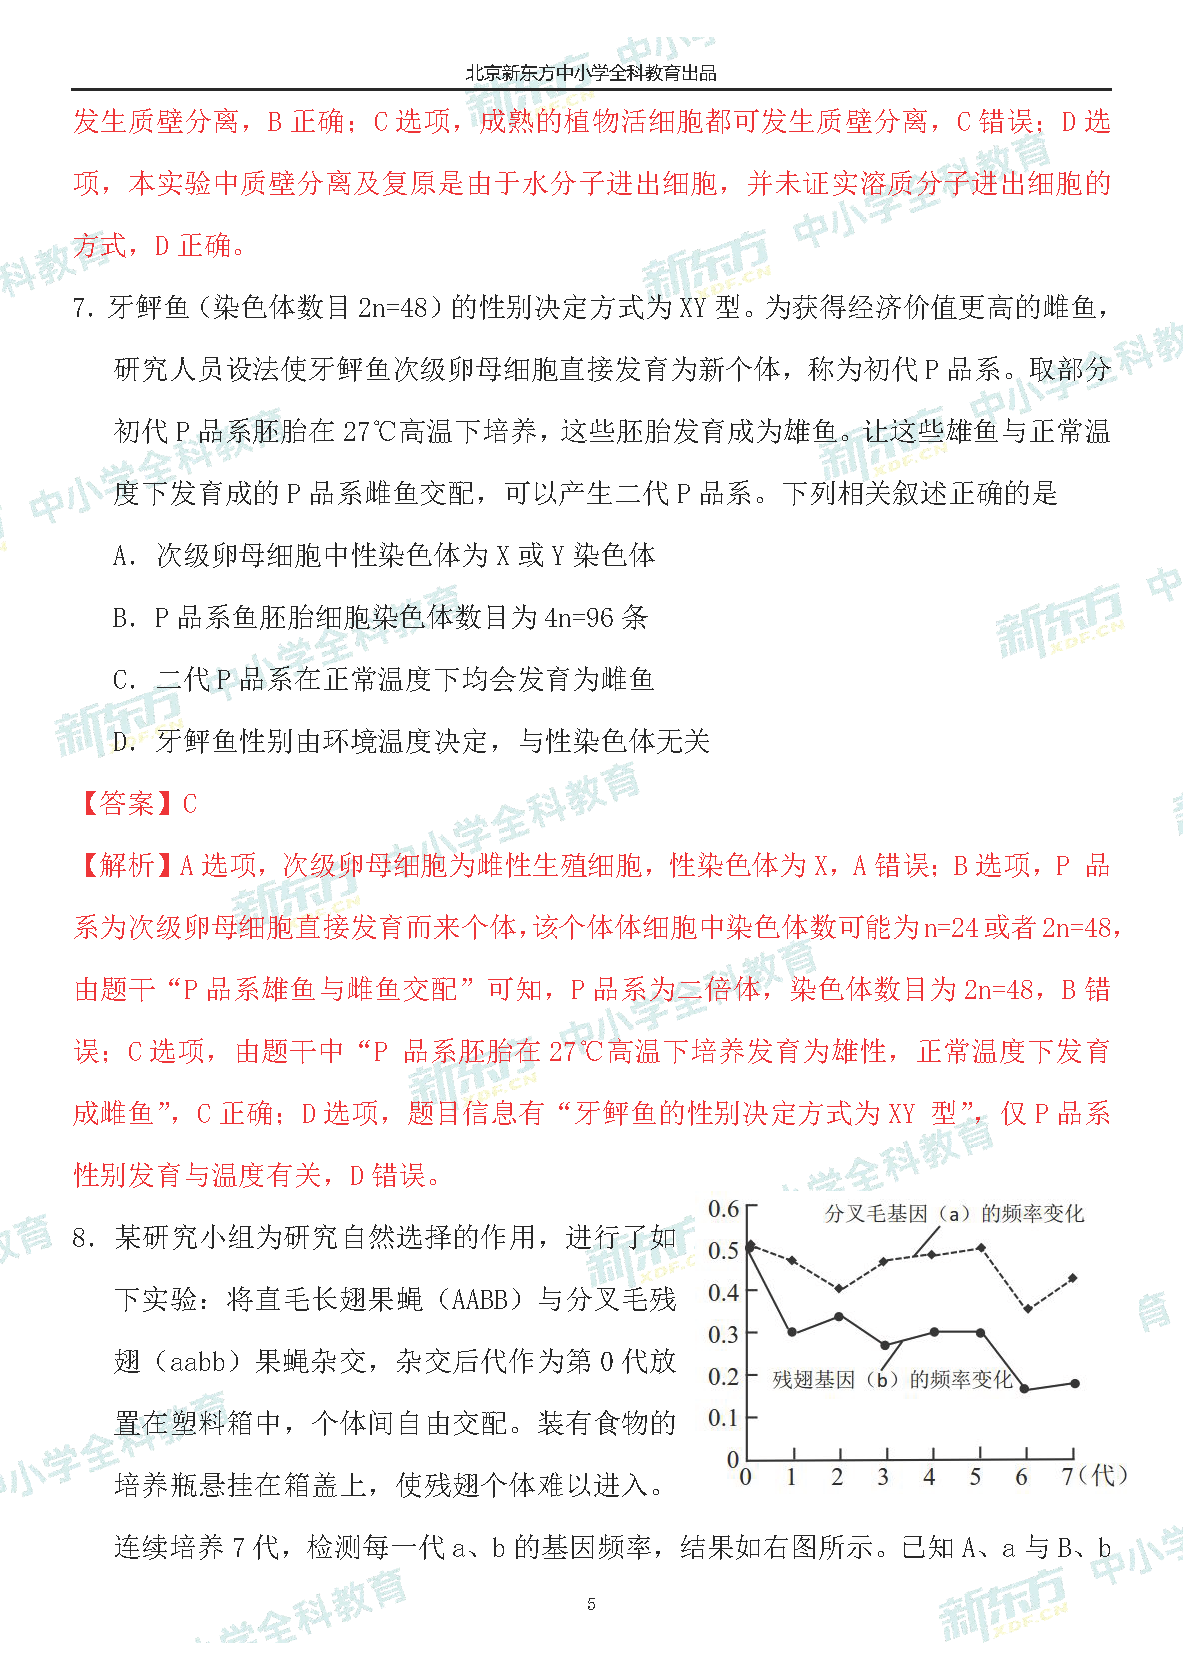 北京新东方中小学全科教育出品
发生质壁分离，B 正确；C 选项，成熟的植物活细胞都可发生质壁分离，C 错误；D 选
项，本实验中质壁分离及复原是由于水分子进出细胞，并未证实溶质分子进出细胞的
方式，D 正确。
7. 牙鲆鱼（染色体数目 2n=48）的性别决定方式为 XY 型。为获得经济价值更高的雌鱼，
研究人员设法使牙鲆鱼次级卵母细胞直接发育为新个体，称为初代 P 品系。取部分
初代 P 品系胚胎在 27℃高温下培养，这些胚胎发育成为雄鱼。让这些雄鱼与正常温
度下发育成的 P 品系雌鱼交配，可以产生二代 P 品系。下列相关叙述正确的是
A. 次级卵母细胞中性染色体为 X 或 Y 染色体
B. P 品系鱼胚胎细胞染色体数目为 4n=96 条
C. 二代 P 品系在正常温度下均会发育为雌鱼
D. 牙鲆鱼性别由环境温度决定，与性染色体无关
【答案】C
【解析】A 选项，次级卵母细胞为雌性生殖细胞，性染色体为 X，A 错误；B 选项，P 品
系为次级卵母细胞直接发育而来个体，该个体体细胞中染色体数可能为 n=24 或者 2n=48，
由题干“P 品系雄鱼与雌鱼交配”可知，P 品系为二倍体，染色体数目为 2n=48，B 错
误；C 选项，由题干中“P 品系胚胎在 27℃高温下培养发育为雄性，正常温度下发育
成雌鱼”，C 正确；D 选项，题目信息有“牙鲆鱼的性别决定方式为 XY 型”，仅 P 品系
性别发育与温度有关，D 错误。
8. 某研究小组为研究自然选择的作用，进行了如
下实验：将直毛长翅果蝇（AABB）与分叉毛残
翅（aabb）果蝇杂交，杂交后代作为第 0 代放
置在塑料箱中，个体间自由交配。装有食物的
培养瓶悬挂在箱盖上，使残翅个体难以进入。
连续培养 7 代，检测每一代 a、b 的基因频率，结果如右图所示。已知 A、a 与 B、b
0.6
分叉毛基因（a）的频率变化
0.5
0.4
0.3
0.2
残翅基因（b）的频率变化
0.1
0
0 1 2 3 4 5 6 7（代）
5
新东方 XDF.CN 中小学全科教育